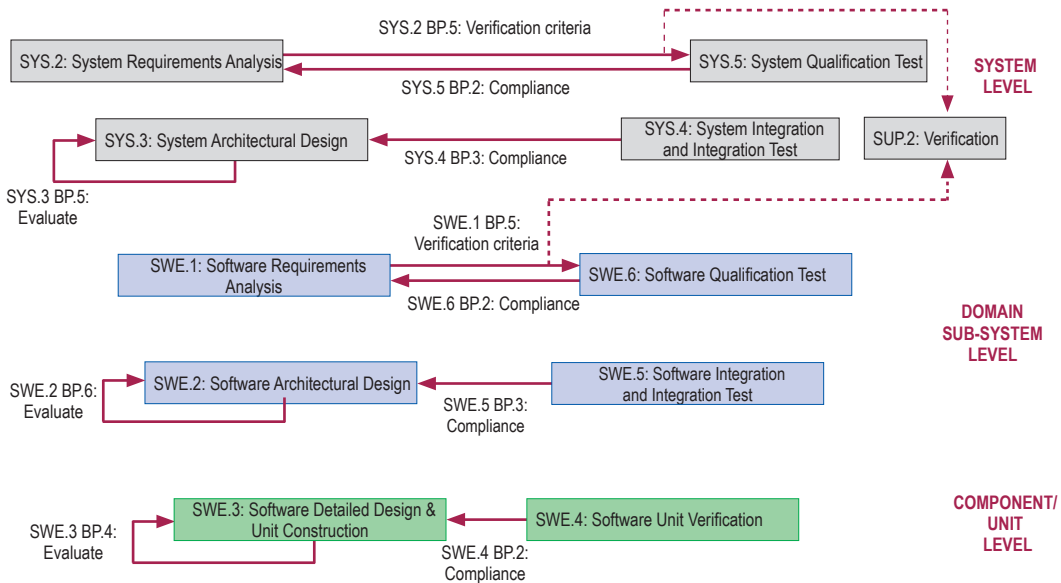 SYS.2 BP.5: Verification criteria
SYS.2: System Requirements Analysis
SYS.5: System Qualification Test
SYSTEM
LEVEL
SYS.5 BP.2: Compliance
SYS.3: System Architectural Design
SYS.4: System Integration
and Integration Test
SUP.2: Verification
SYS.4 BP.3: Compliance
SYS.3 BP.5:
Evaluate
SWE.1 BP.5:
Verification criteria
SWE.1: Software Requirements
Analysis
SWE.6: Software Qualification Test
SWE.6 BP.2: Compliance
DOMAIN
SUB-SYSTEM
LEVEL
SWE.2 BP.6:
Evaluate
SWE.2: Software Architectural Design
SWE.5: Software Integration
and Integration Test
SWE.5 BP.3:
Compliance
SWE.3: Software Detailed Design &
Unit Construction
SWE.4: Software Unit Verification
COMPONENT/
UNIT
LEVEL
SWE.3 BP.4:
Evaluate
SWE.4 BP.2:
Compliance